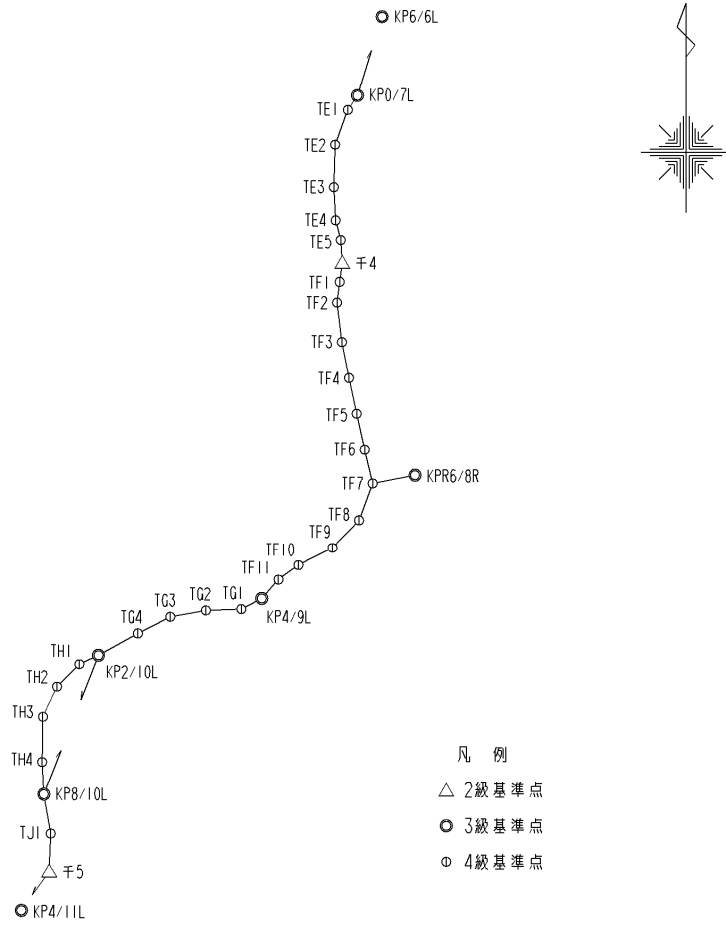 KP6/6L
KP0/7L
TE1
TE2
TE3
TE4
TE5
千4
TF1
TF2
TF3
TF4
TF5
TF6
TF7
KPR6/8R
TF8
TF9
TF10
TF11
TG1
KP4/9L
TG2
TG3
TG4
KP2/10L
TH1
TH2
TH3
TH4
KP8/10L
TJ1
千5
KP4/11L
凡 例
2級基準点
3級基準点
4級基準点